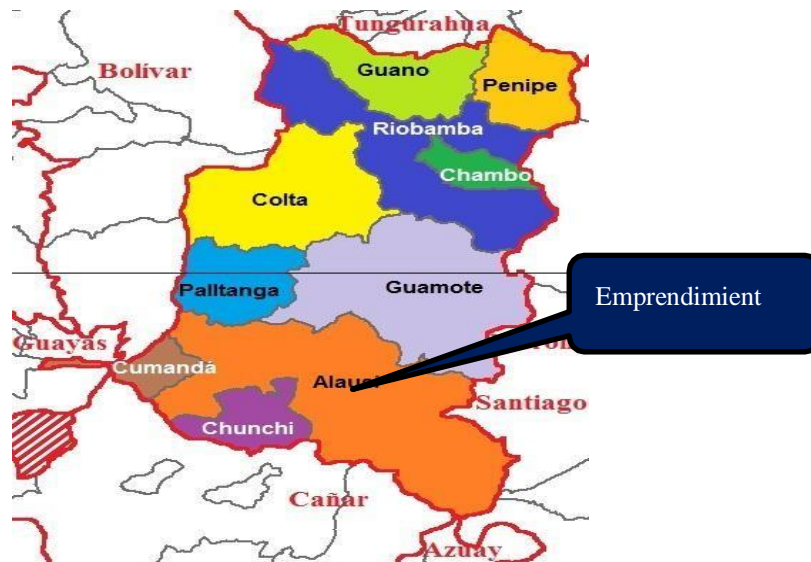 Tungurahua
Bolívar
Guano
Penipe
Riobamba
Chambo
Colta
Palltanga
Guamote
Emprendimient
Guayas
Cumandá
Santiago
Chunchi
Cañar
Azuay